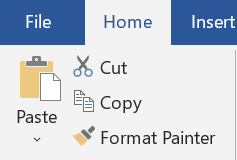 File Home Insert
Cut
Copy
Paste
Format Painter